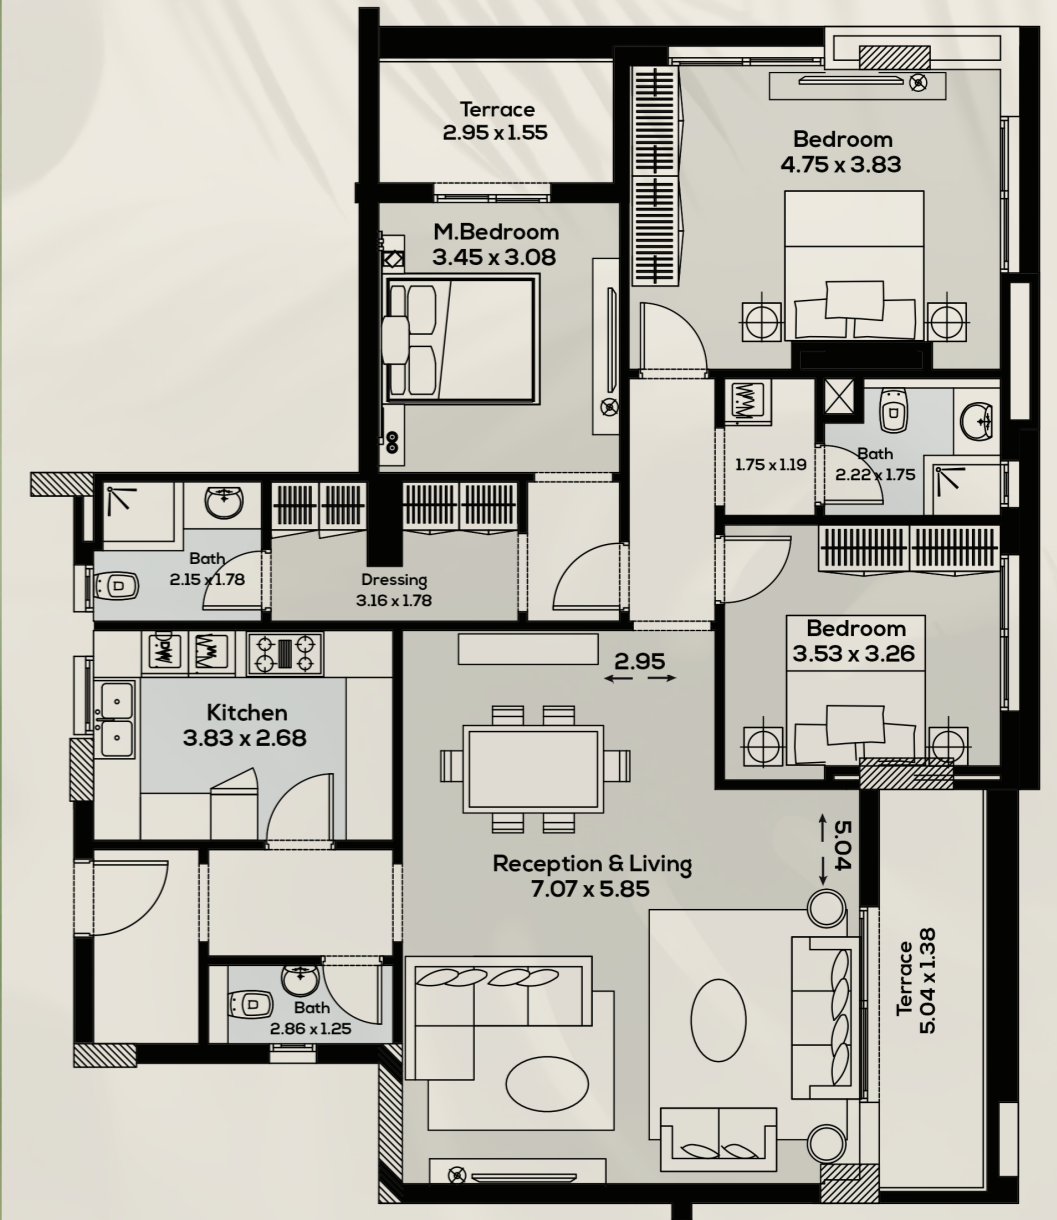 Terrace
2.95 x 1.55
Bedroom
4.75 x 3.83
M.Bedroom
3.45 x 3.08
1.75 x 1.19
Bath
2.22 x 1.75
Bath
2.15 x 1.78
Dressing
3.16 x 1.78
Bedroom
3.53 x 3.26
2.95
Kitchen
3.83 x 2.68
5.04
Reception & Living
7.07 x 5.85
Terrace
5.04 x 1.38
Bath
2.86 x 1.25